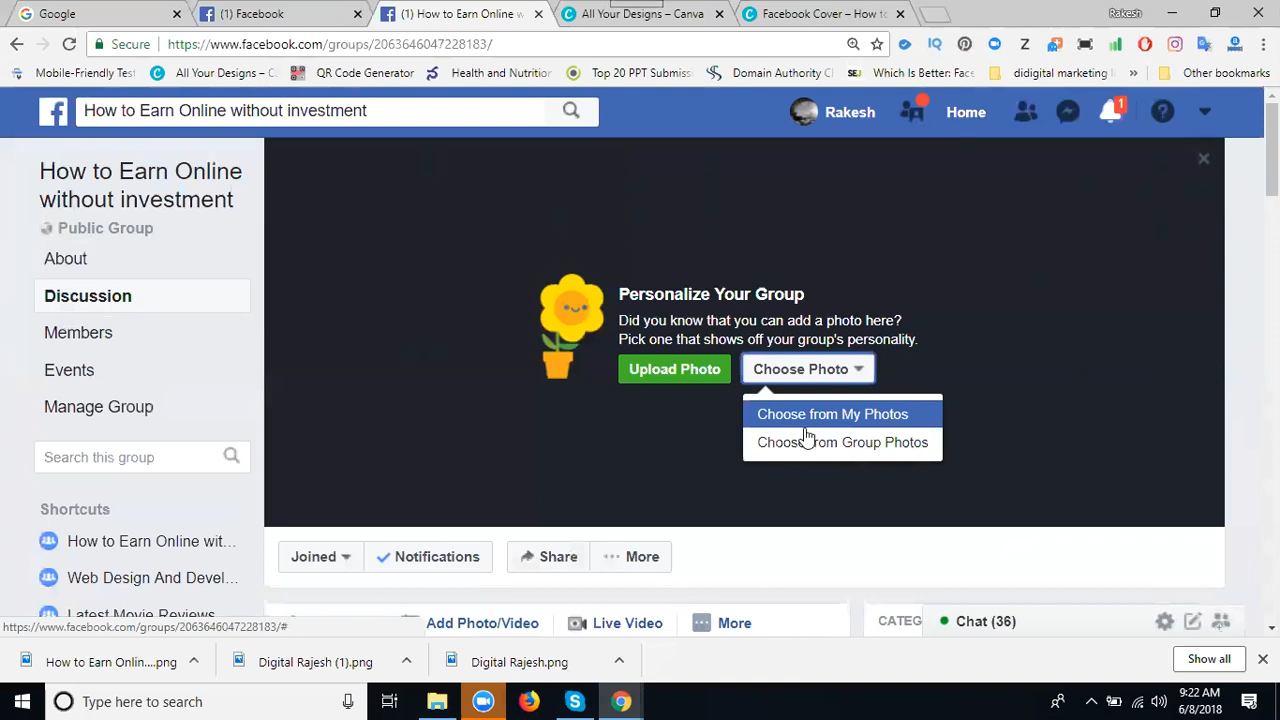 Google
(1) Facebook
(1) How to Earn Online w
All Your Designs – Canva
Facebook Cover – How to
Rakesh
Secure
https://www.facebook.com/groups/2063646047228183/
Mobile-Friendly Test
All Your Designs – C
QR Code Generator
Health and Nutrition
Top 20 PPT Submiss
Domain Authority C
Which Is Better: Face
didigital marketing
Other bookmarks
How to Earn Online without investment
Rakesh
Home
1
How to Earn Online
without investment
Public Group
About
Discussion
Members
Events
Manage Group
Search this group
Shortcuts
How to Earn Online wit...
Web Design And Devel...
Latest Movie Reviews
Personalize Your Group
Did you know that you can add a photo here?
Pick one that shows off your group's personality.
Upload Photo
Choose Photo
Choose from My Photos
Choose from Group Photos
Joined
Notifications
Share
More
Add Photo/Video
Live Video
More
CATEG
Chat (36)
https://www.facebook.com/groups/2063646047228183/#
How to Earn Onlin....png
Digital Rajesh (1).png
Digital Rajesh.png
Show all
Type here to search
9:22 AM
6/8/2018